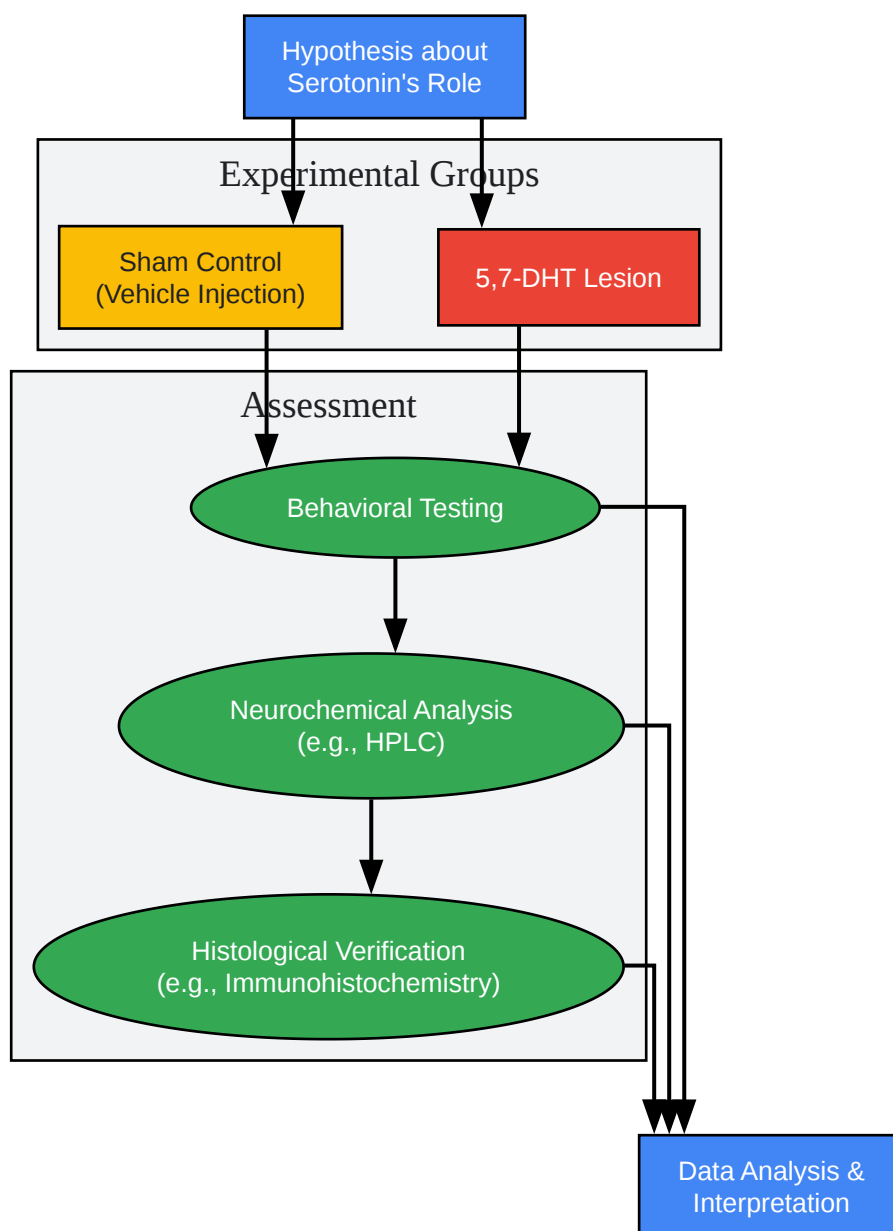 Hypothesis about
Serotonin's Role
Experimental Groups
Sham Control
(Vehicle Injection)
5,7-DHT Lesion
Assessment
Behavioral Testing
Neurochemical Analysis
(e.g., HPLC)
Histological Verification
(e.g., Immunohistochemistry)
Data Analysis &
Interpretation